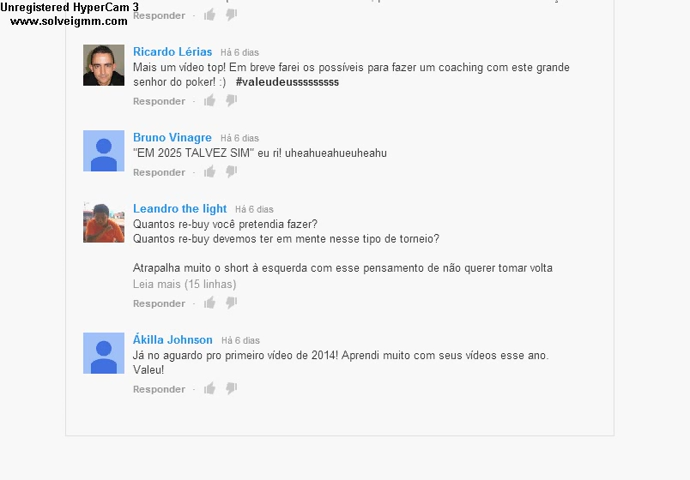 Unregistered HyperCam 3
www.solveigmm.com
Responder ·
Ricardo Lérias Há 6 dias
Mais um vídeo top! Em breve farei os possíveis para fazer um coaching com este grande
senhor do poker! :) #valeudeusssssssss
Responder ·
Bruno Vinagre Há 6 dias
"EM 2025 TALVEZ SIM" eu ri! uheahueahueuheahu
Responder ·
Leandro the light Há 6 dias
Quantos re-buy você pretendia fazer?
Quantos re-buy devemos ter em mente nesse tipo de torneio?
Atrapalha muito o short à esquerda com esse pensamento de não querer tomar volta
Leia mais (15 linhas)
Responder ·
Ákilla Johnson Há 6 dias
Já no aguardo pro primeiro vídeo de 2014! Aprendi muito com seus vídeos esse ano.
Valeu!
Responder ·